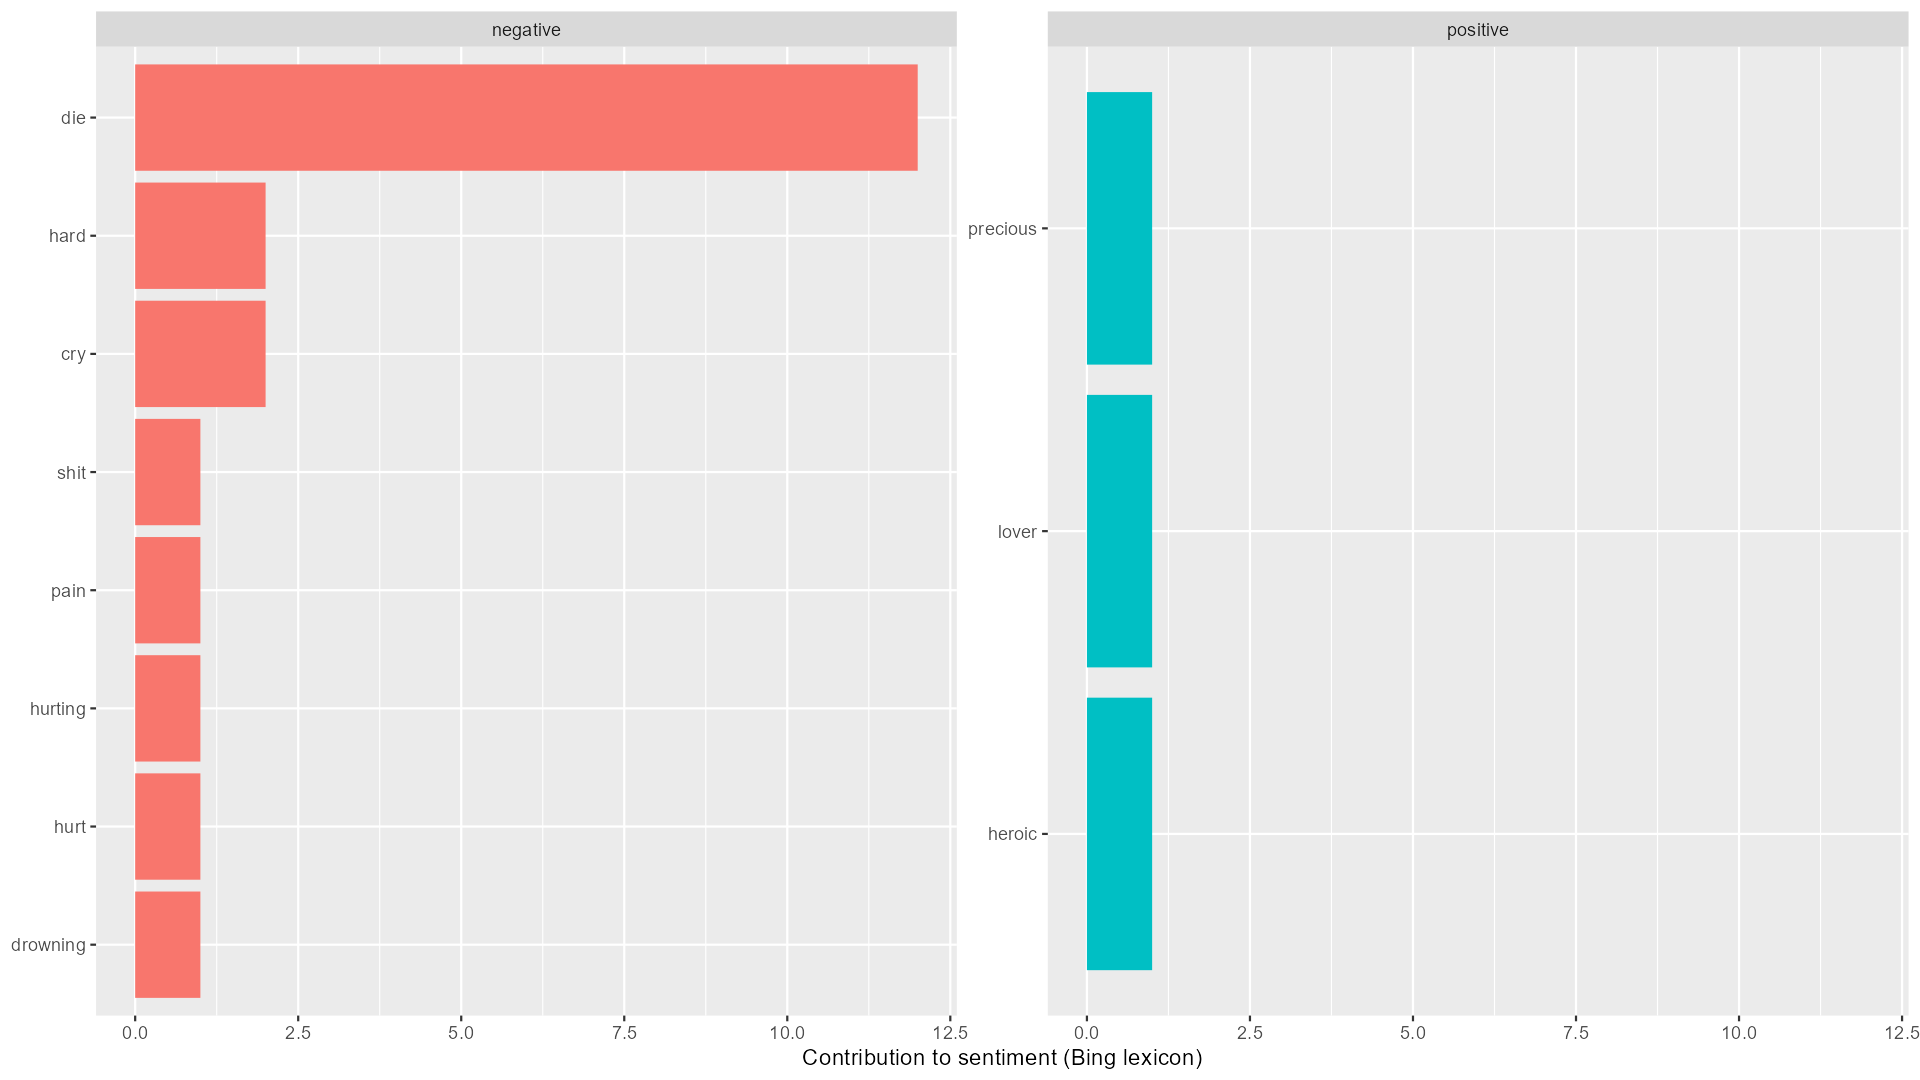 negative
die
hard
cry
shit
pain
hurting
hurt
drowning
0.0 2.5 5.0 7.5 10.0 12.5
positive
precious
lover
heroic
0.0 2.5 5.0 7.5 10.0 12.5
Contribution to sentiment (Bing lexicon)